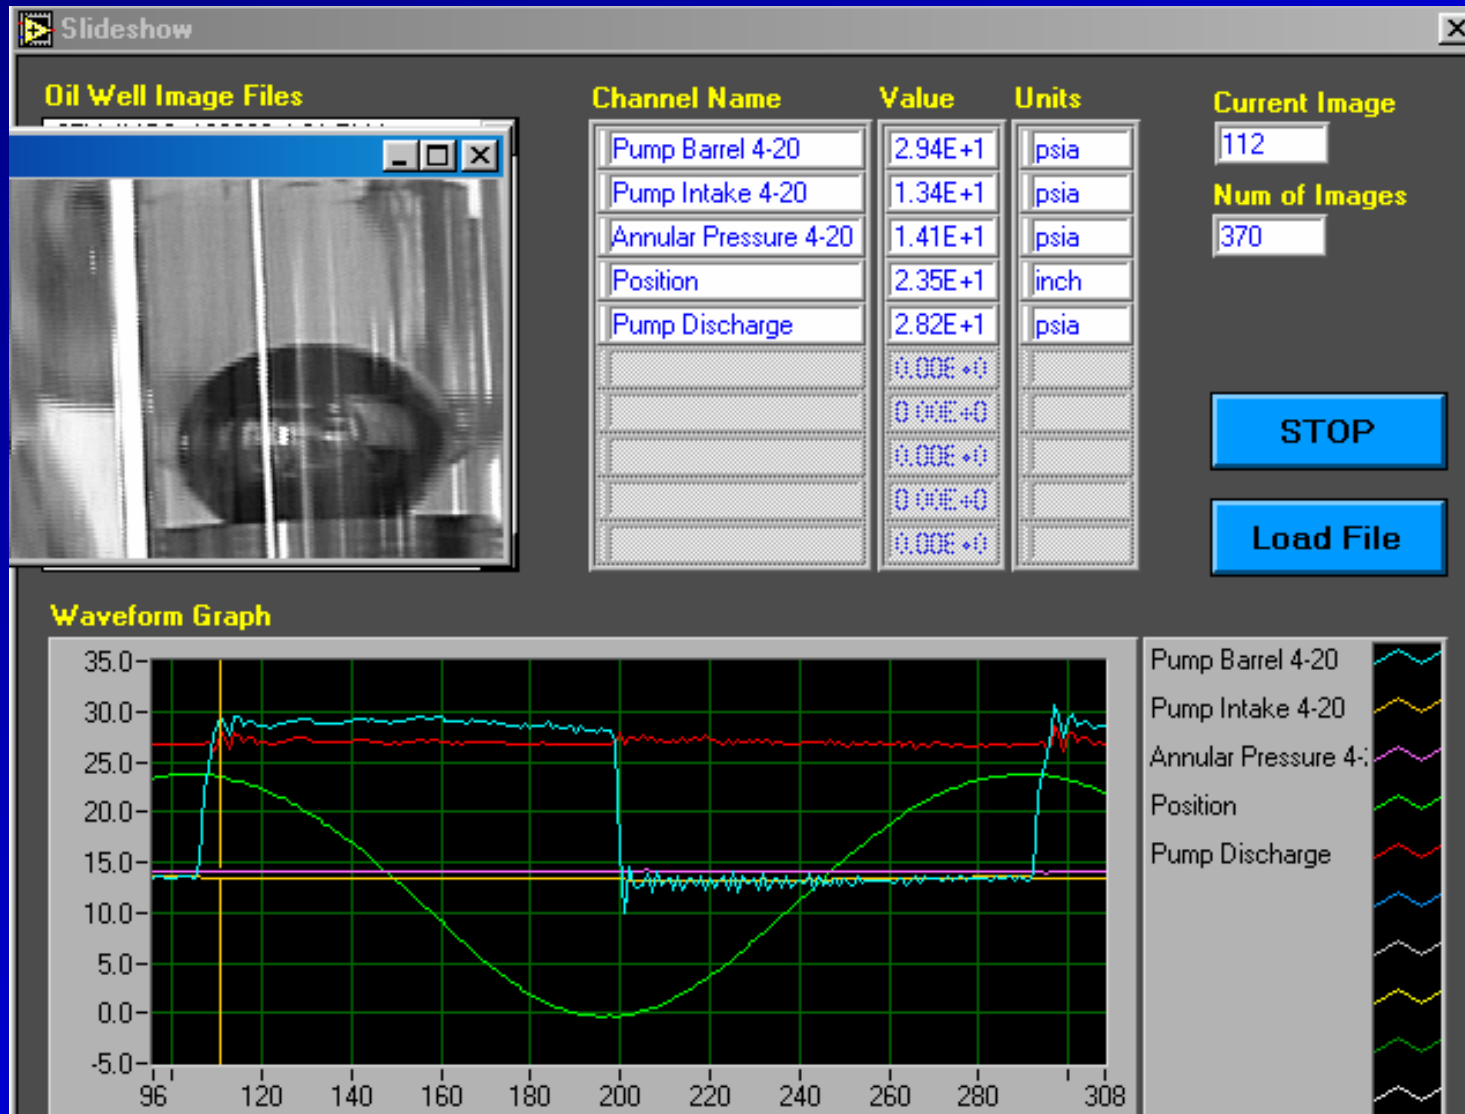 Slideshow
Oil Well Image Files
Channel Name Value Units
Pump Barrel 4-20 2.94E+1 psia
Pump Intake 4-20 1.34E+1 psia
Annular Pressure 4-20 1.41E+1 psia
Position 2.35E+1 inch
Pump Discharge 2.82E+1 psia
0.00E+0
0.00E+0
0.00E+0
0.00E+0
0.00E+0
Current Image
112
Num of Images
370
STOP
Load File
Waveform Graph
35.0
30.0
25.0
20.0
15.0
10.0
5.0
0.0
-5.0
96 120 140 160 180 200 220 240 260 280 308
Pump Barrel 4-20
Pump Intake 4-20
Annular Pressure 4-
Position
Pump Discharge